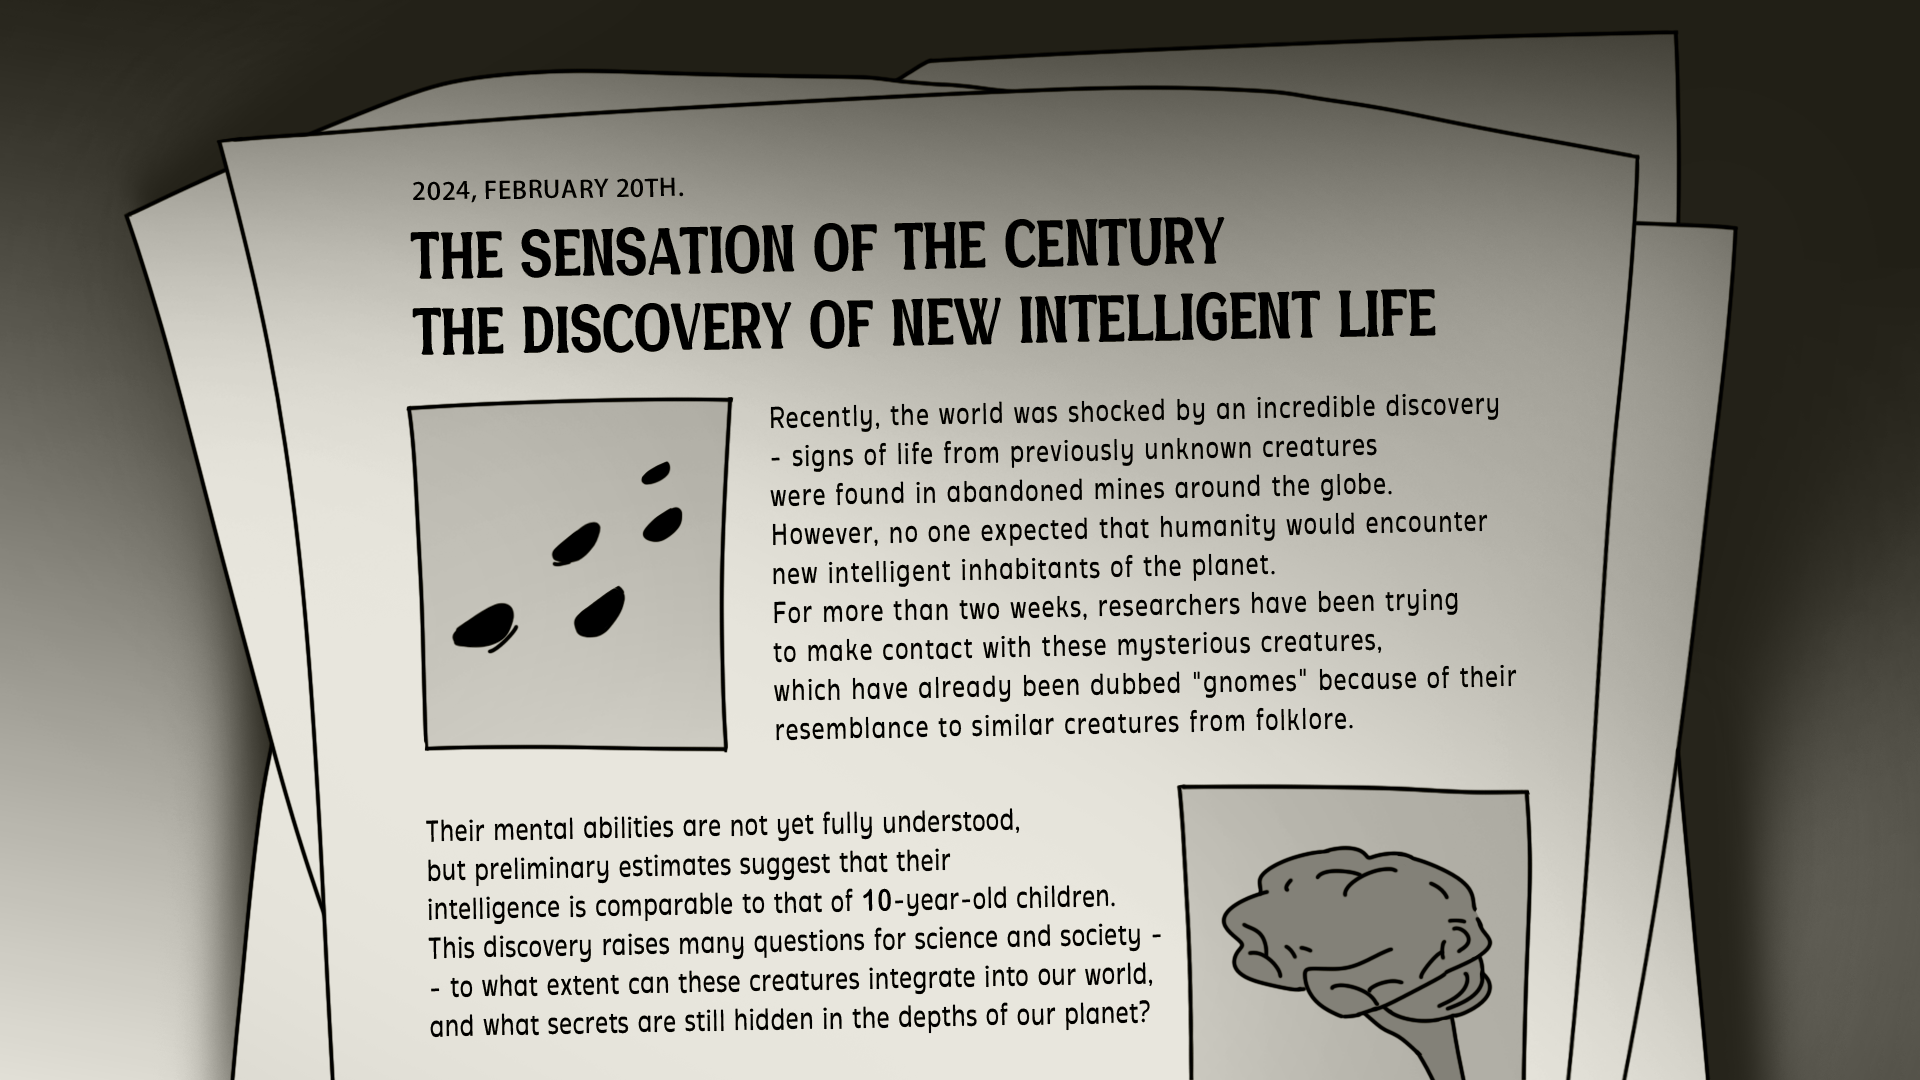 2024, FEBRUARY 20TH.
THE SENSATION OF THE CENTURY
THE DISCOVERY OF NEW INTELLIGENT LIFE
Recently, the world was shocked by an incredible discovery
- signs of life from previously unknown creatures
were found in abandoned mines around the globe.
However, no one expected that humanity would encounter
new intelligent inhabitants of the planet.
For more than two weeks, researchers have been trying
to make contact with these mysterious creatures,
which have already been dubbed "gnomes" because of their
resemblance to similar creatures from folklore.
Their mental abilities are not yet fully understood,
but preliminary estimates suggest that their
intelligence is comparable to that of 10-year-old children.
This discovery raises many questions for science and society -
- to what extent can these creatures integrate into our world,
and what secrets are still hidden in the depths of our planet?